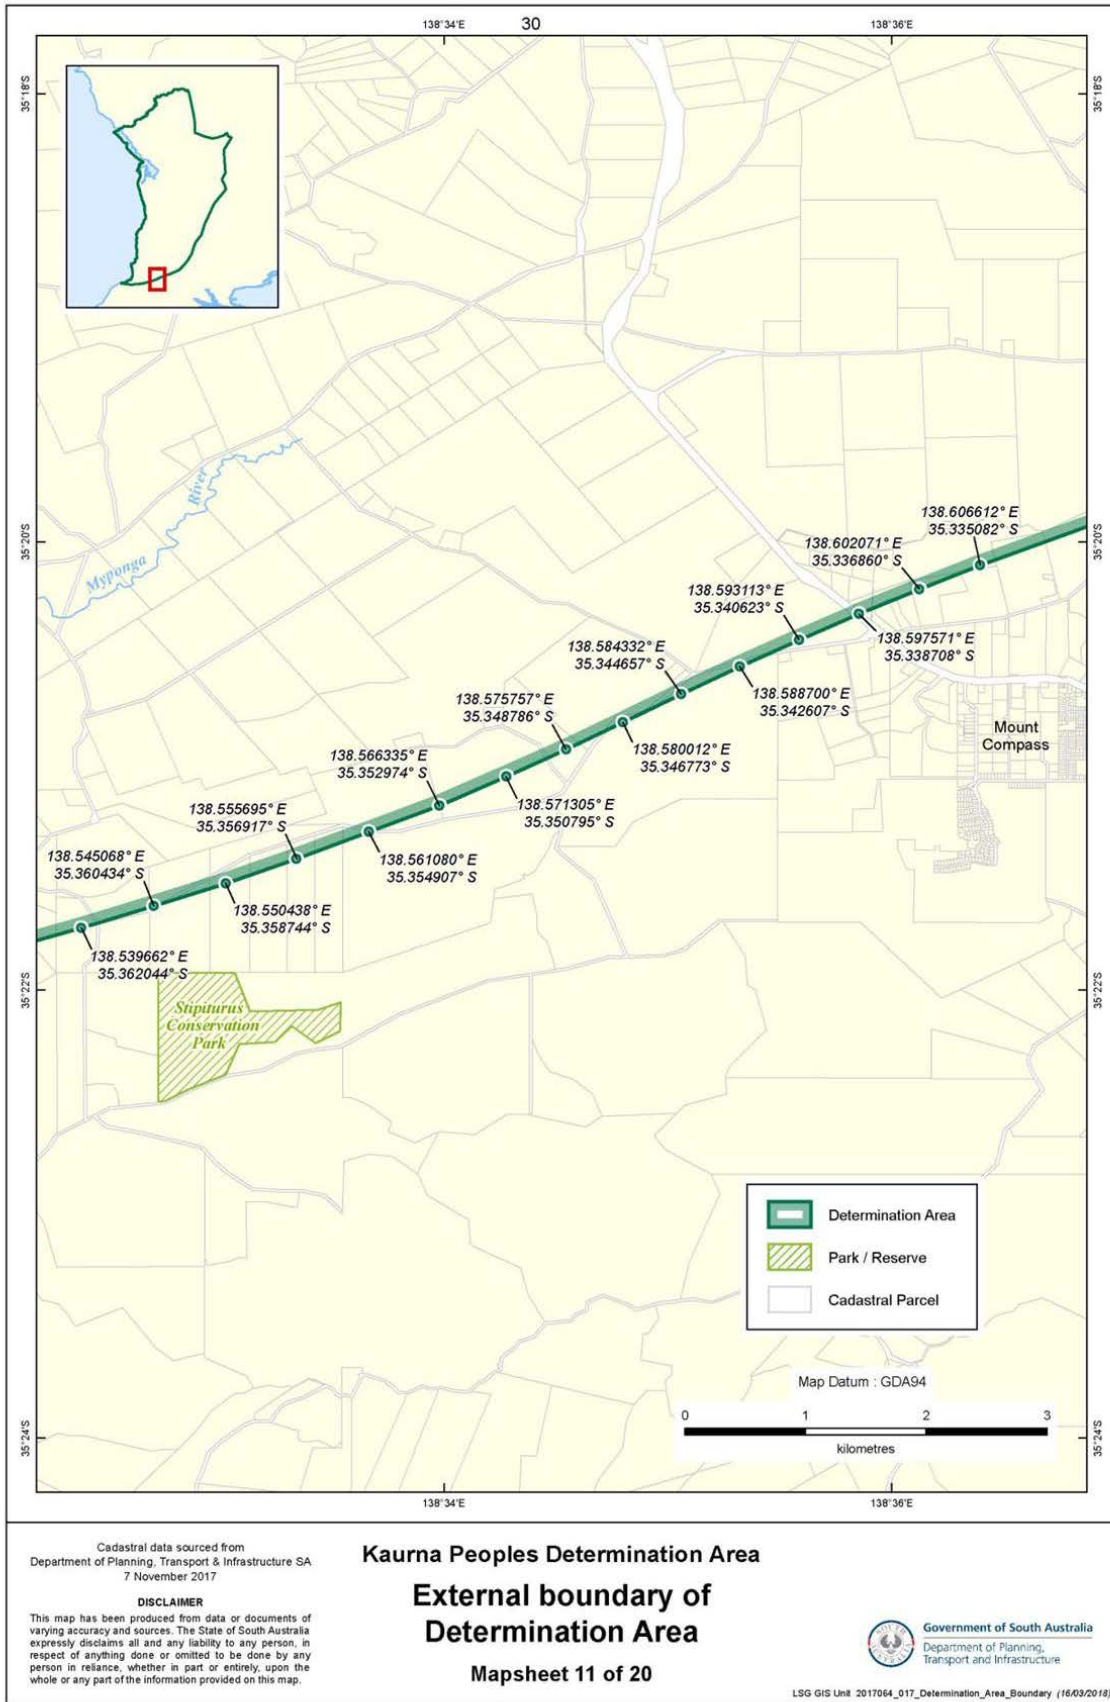 30
138°34'E
138°36'E
35°18'S
35°18'S
35°20'S
35°20'S
Myponga River
138.606612° E
35.335082° S
138.602071° E
35.336860° S
138.593113° E
35.340623° S
138.597571° E
35.338708° S
138.584332° E
35.344657° S
138.588700° E
35.342607° S
138.575757° E
35.348786° S
138.580012° E
35.346773° S
Mount
Compass
138.566335° E
35.352974° S
138.571305° E
35.350795° S
138.555695° E
35.356917° S
138.561080° E
35.354907° S
138.545068° E
35.360434° S
138.550438° E
35.358744° S
138.539662° E
35.362044° S
35°22'S
35°22'S
Stipiturus
Conservation
Park
Determination Area
Park / Reserve
Cadastral Parcel
Map Datum : GDA94
0 1 2 3
kilometres
35°24'S
35°24'S
138°34'E
138°36'E
Cadastral data sourced from
Department of Planning, Transport & Infrastructure SA
7 November 2017
DISCLAIMER
This map has been produced from data or documents of
varying accuracy and sources. The State of South Australia
expressly disclaims all and any liability to any person, in
respect of anything done or omitted to be done by any
person in reliance, whether in part or entirely, upon the
whole or any part of the information provided on this map.
Kaurna Peoples Determination Area
External boundary of
Determination Area
Mapsheet 11 of 20
Government of South Australia
Department of Planning,
Transport and Infrastructure
LSG GIS Unit 2017064_017_Determination_Area_Boundary (16/03/2018)